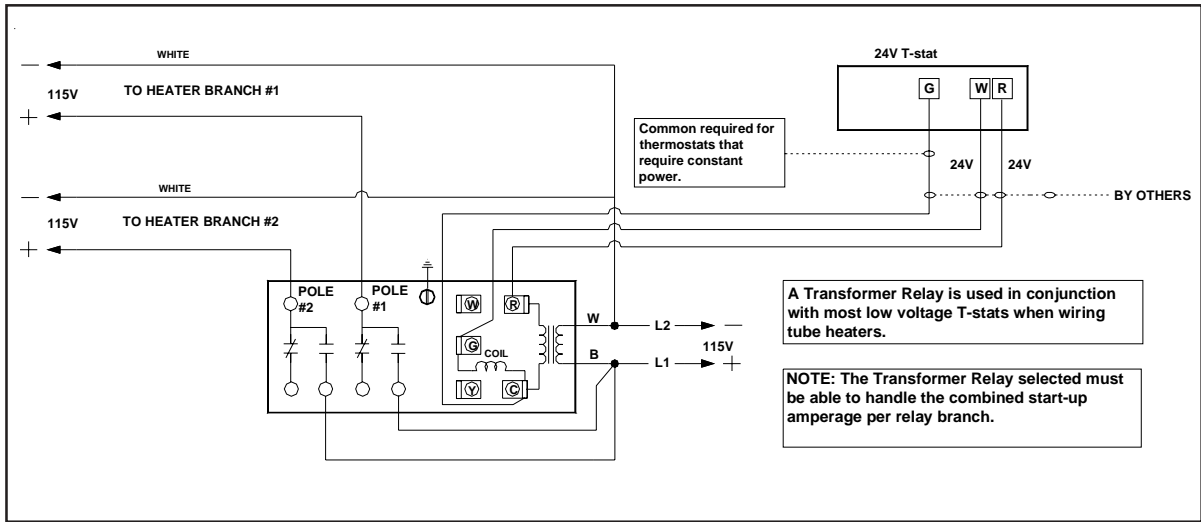 WHITE
24V T-stat
115V
TO HEATER BRANCH #1
G
W
R
Common required for
thermostats that
require constant
power.
24V
24V
WHITE
BY OTHERS
115V
TO HEATER BRANCH #2
POLE
#2
POLE
#1
W
R
G
COIL
Y
C
W
L2
115V
B
L1
A Transformer Relay is used in conjunction
with most low voltage T-stats when wiring
tube heaters.
NOTE: The Transformer Relay selected must
be able to handle the combined start-up
amperage per relay branch.